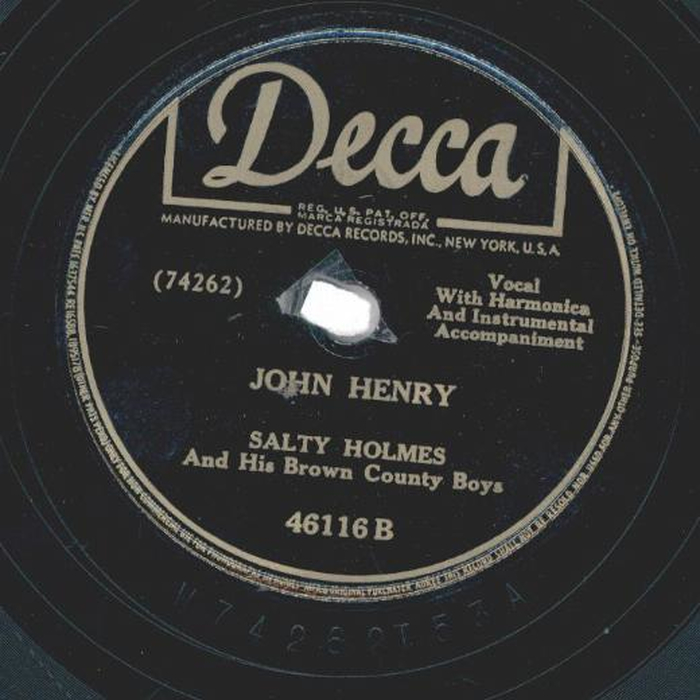 Decca
REG. U.S. PAT. OFF.
MARCA REGISTRADA
MANUFACTURED BY DECCA RECORDS, INC., NEW YORK, U.S.A.
(74262)
Vocal
With Harmonica
And Instrumental
Accompaniment
JOHN HENRY
SALTY HOLMES
And His Brown County Boys
46116 B